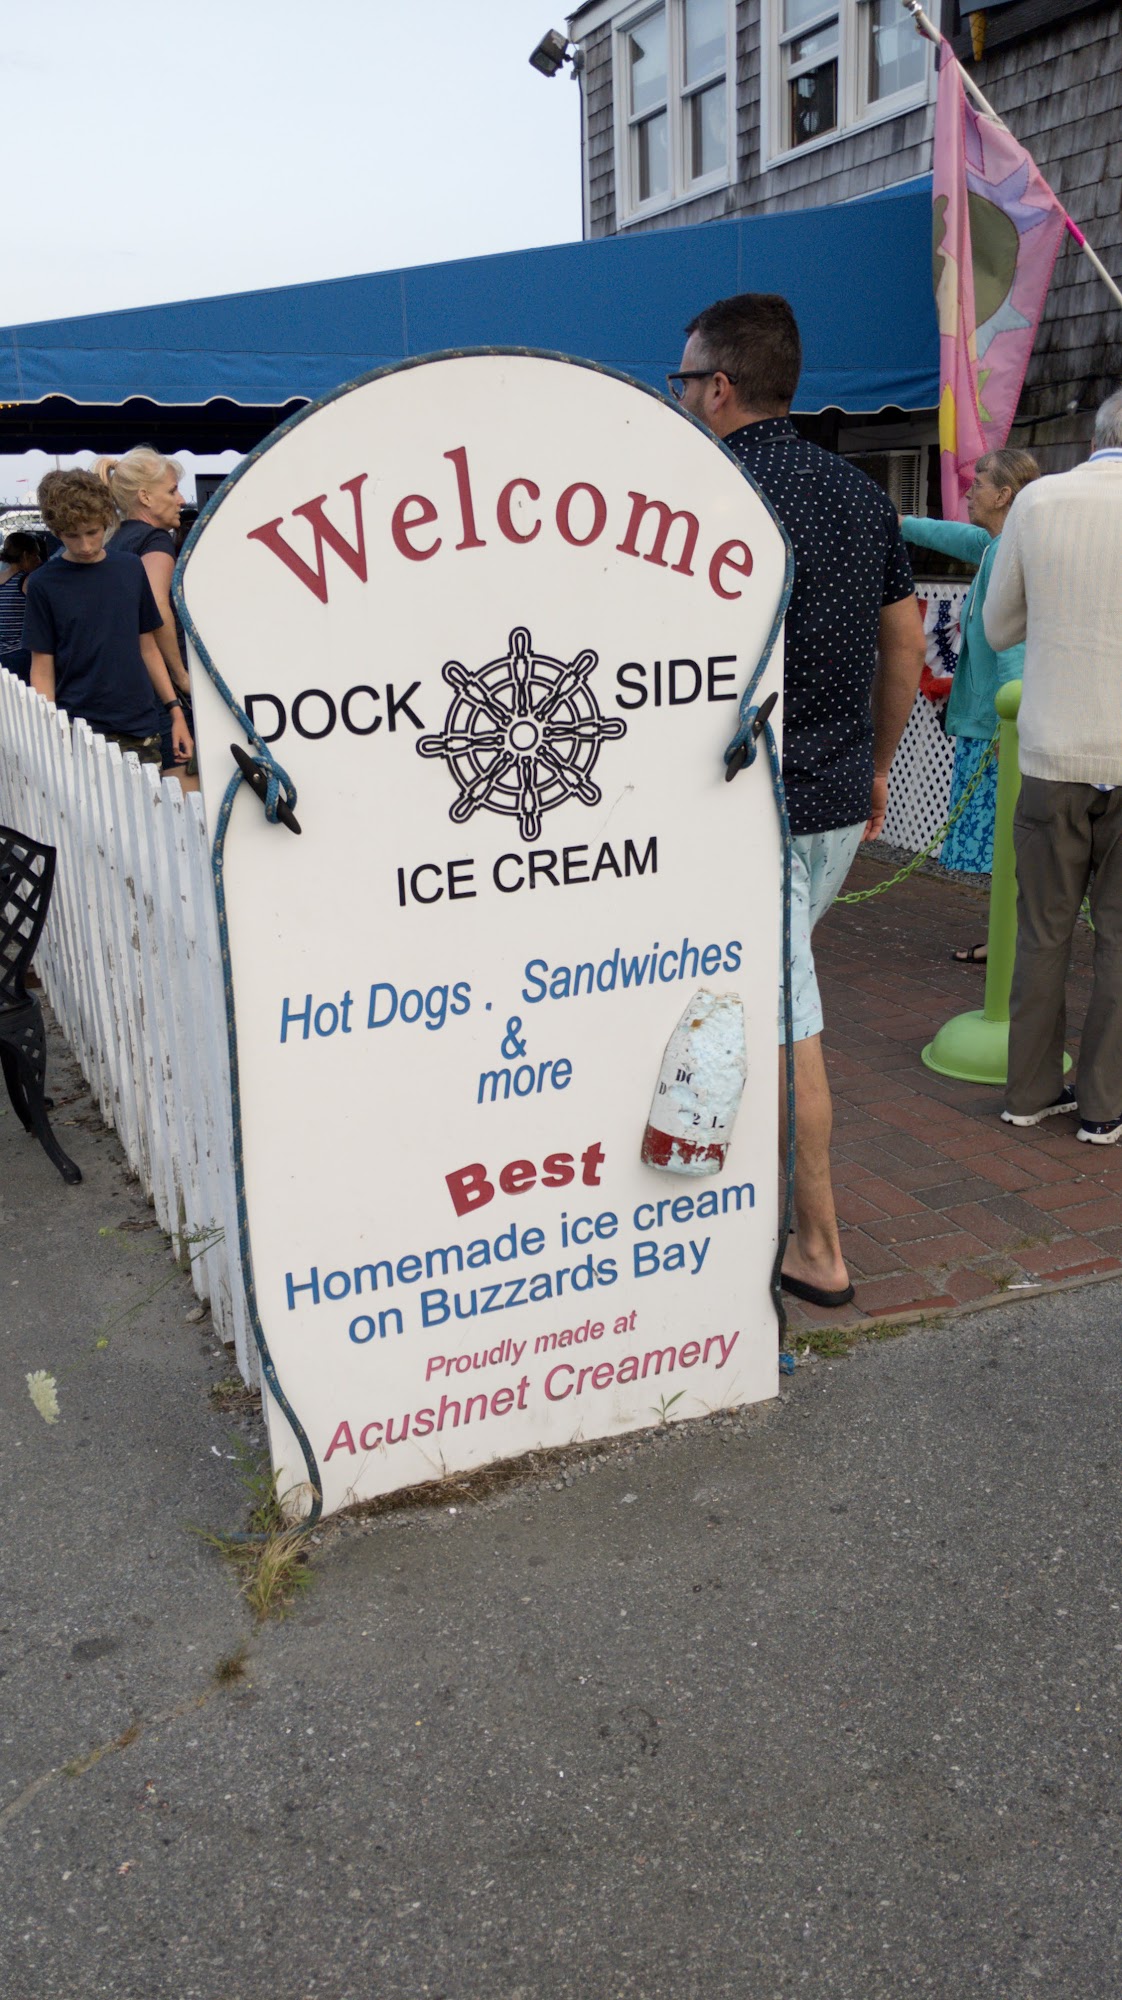 Welcome
DOCK SIDE
ICE CREAM
Hot Dogs . Sandwiches
&
more
Best
Homemade ice cream
on Buzzards Bay
Proudly made at
Acushnet Creamery